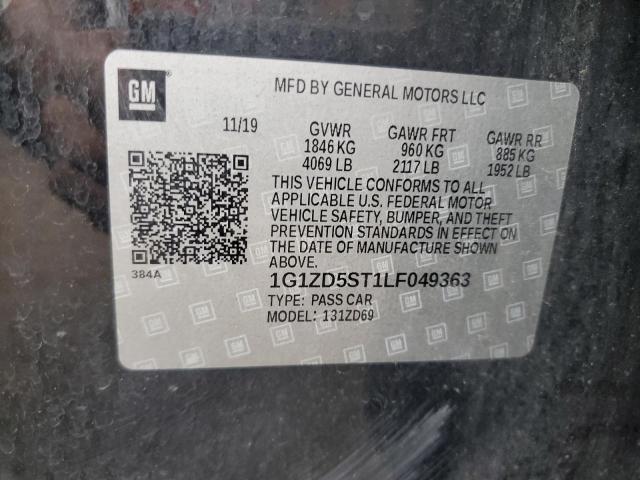 GM
MFD BY GENERAL MOTORS LLC
11/19 GVWR GAWR FRT GAWR RR
1846 KG 960 KG 885 KG
4069 LB 2117 LB 1952 LB
THIS VEHICLE CONFORMS TO ALL
APPLICABLE U.S. FEDERAL MOTOR
VEHICLE SAFETY, BUMPER, AND THEFT
PREVENTION STANDARDS IN EFFECT ON
THE DATE OF MANUFACTURE SHOWN
ABOVE.
384A
1G1ZD5ST1LF049363
TYPE: PASS CAR
MODEL: 131ZD69